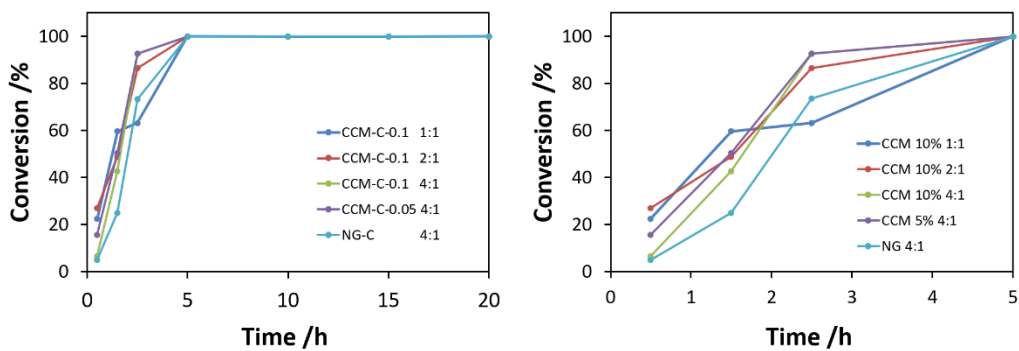 Conversion /%
100
80
60
40
20
0
CCM-C-0.1 1:1
CCM-C-0.1 2:1
CCM-C-0.1 4:1
CCM-C-0.05 4:1
NG-C 4:1
0 5 10 15 20
Time /h
Conversion /%
100
80
60
40
20
0
CCM 10% 1:1
CCM 10% 2:1
CCM 10% 4:1
CCM 5% 4:1
NG 4:1
0 1 2 3 4 5
Time /h